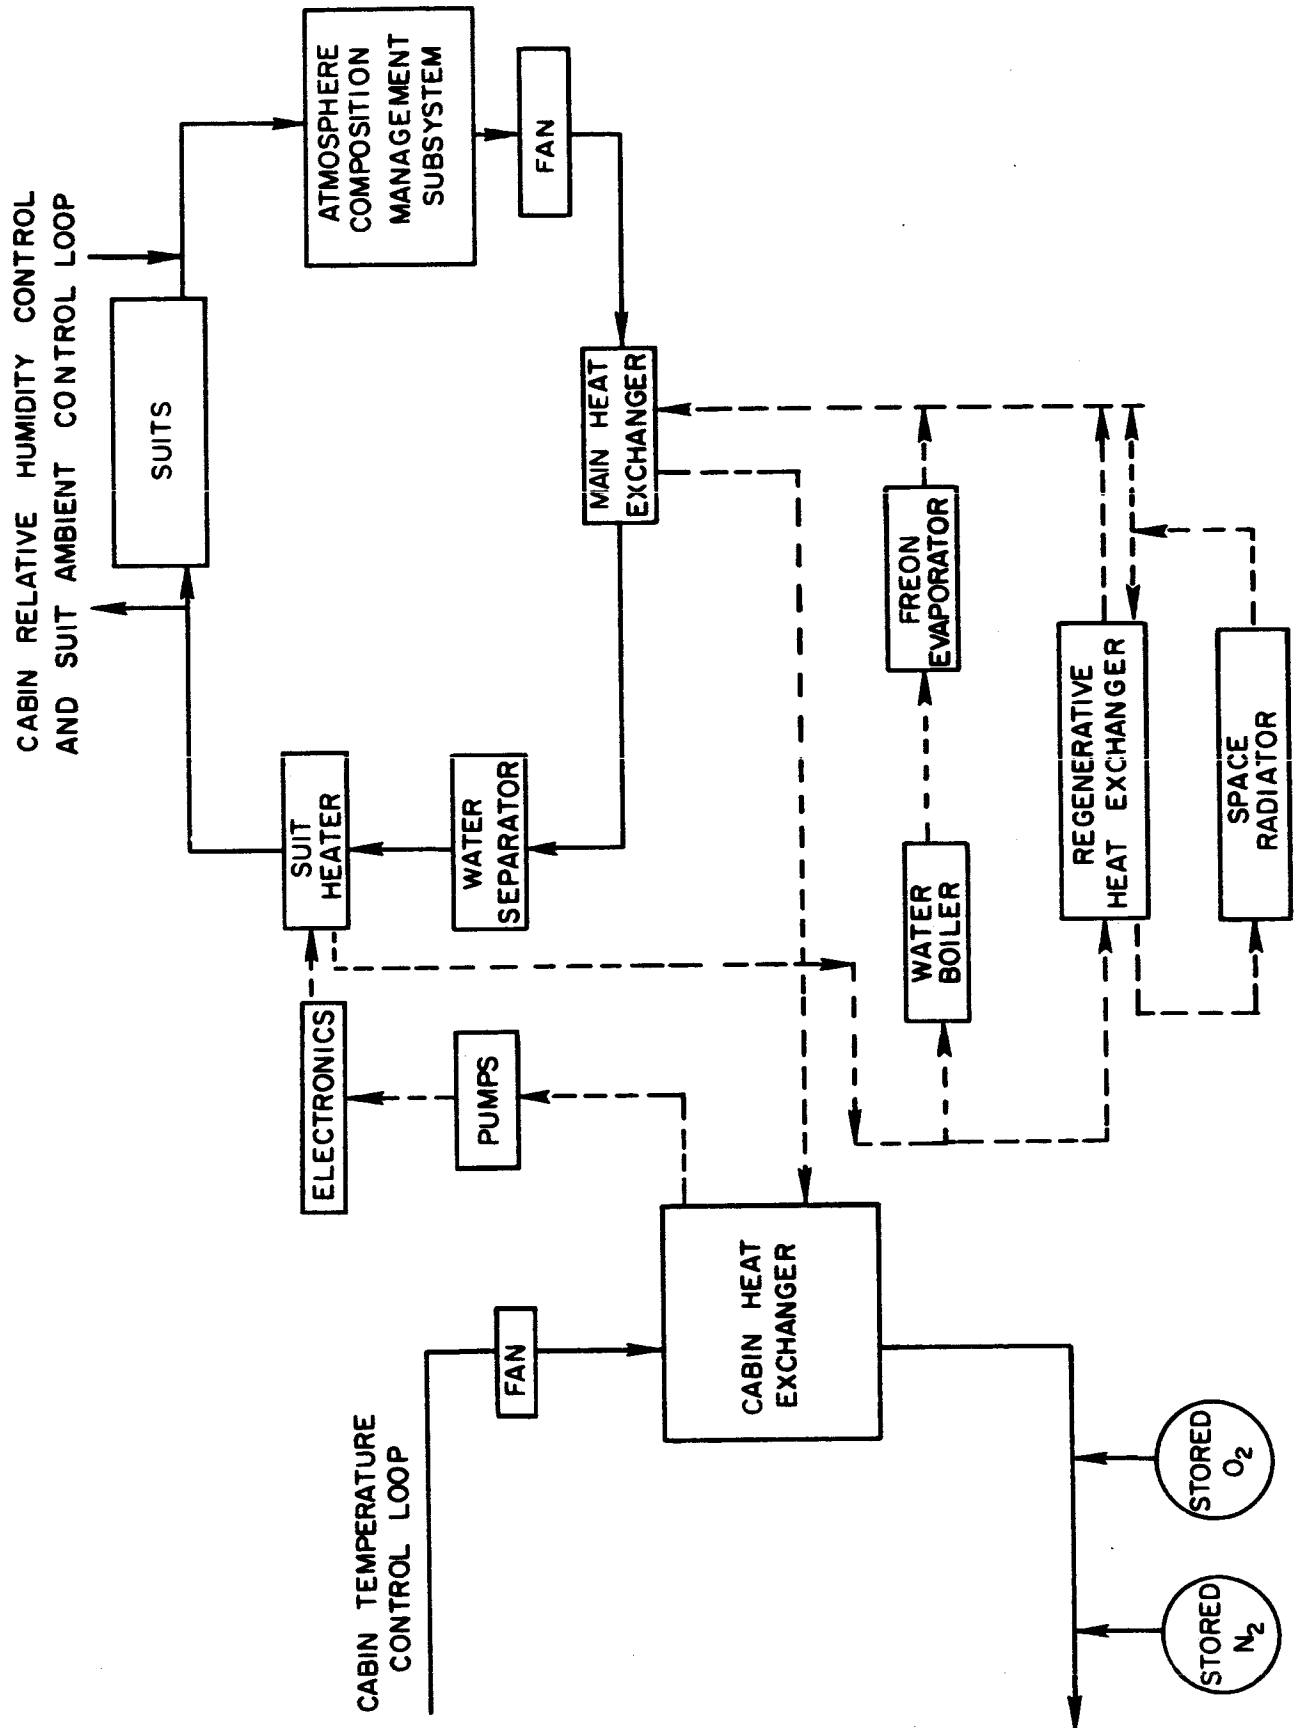 CABIN RELATIVE HUMIDITY CONTROL
AND SUIT AMBIENT CONTROL LOOP
CABIN TEMPERATURE
CONTROL LOOP
FAN
CABIN HEAT
EXCHANGER
STORED
N2
STORED
O2
ELECTRONICS
PUMPS
SUIT
HEATER
WATER
SEPARATOR
SUITS
ATMOSPHERE
COMPOSITION
MANAGEMENT
SUBSYSTEM
FAN
MAIN HEAT
EXCHANGER
WATER
BOILER
FREON
EVAPORATOR
REGENERATIVE
HEAT EXCHANGER
SPACE
RADIATOR